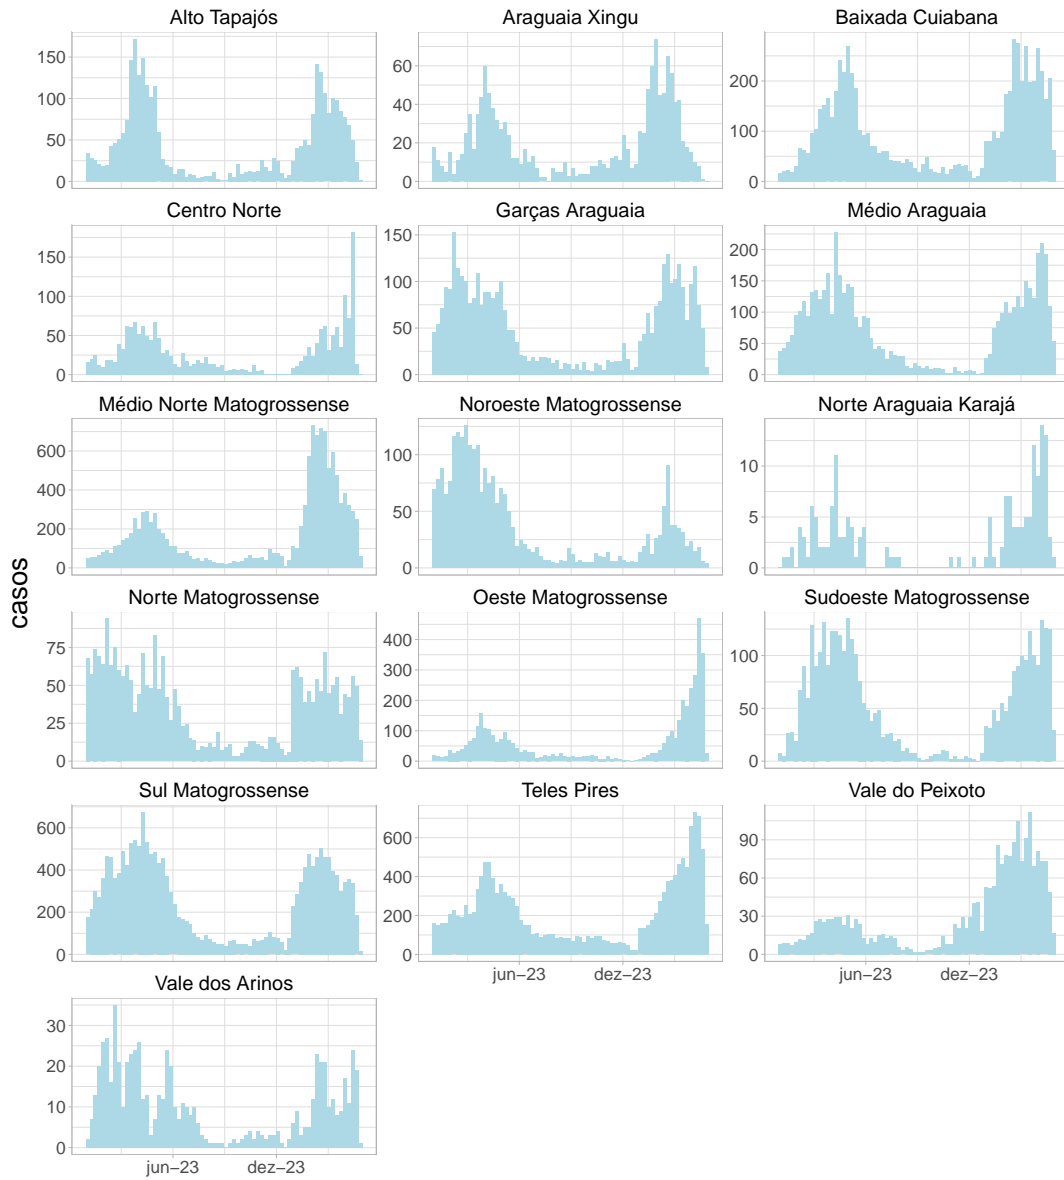 Alto Tapajós
Araguaia Xingu
Baixada Cuiabana
150
100
50
0
60
40
20
0
200
100
0
Centro Norte
Garças Araguaia
Médio Araguaia
150
100
50
0
150
100
50
0
200
150
100
50
0
Médio Norte Matogrossense
Noroeste Matogrossense
Norte Araguaia Karajá
600
400
200
0
100
50
0
10
5
0
casos
Norte Matogrossense
Oeste Matogrossense
Sudoeste Matogrossense
75
50
25
0
400
300
200
100
0
100
50
0
Sul Matogrossense
Teles Pires
Vale do Peixoto
600
400
200
0
600
400
200
0
90
60
30
0
jun−23
dez−23
jun−23
dez−23
Vale dos Arinos
30
20
10
0
jun−23
dez−23